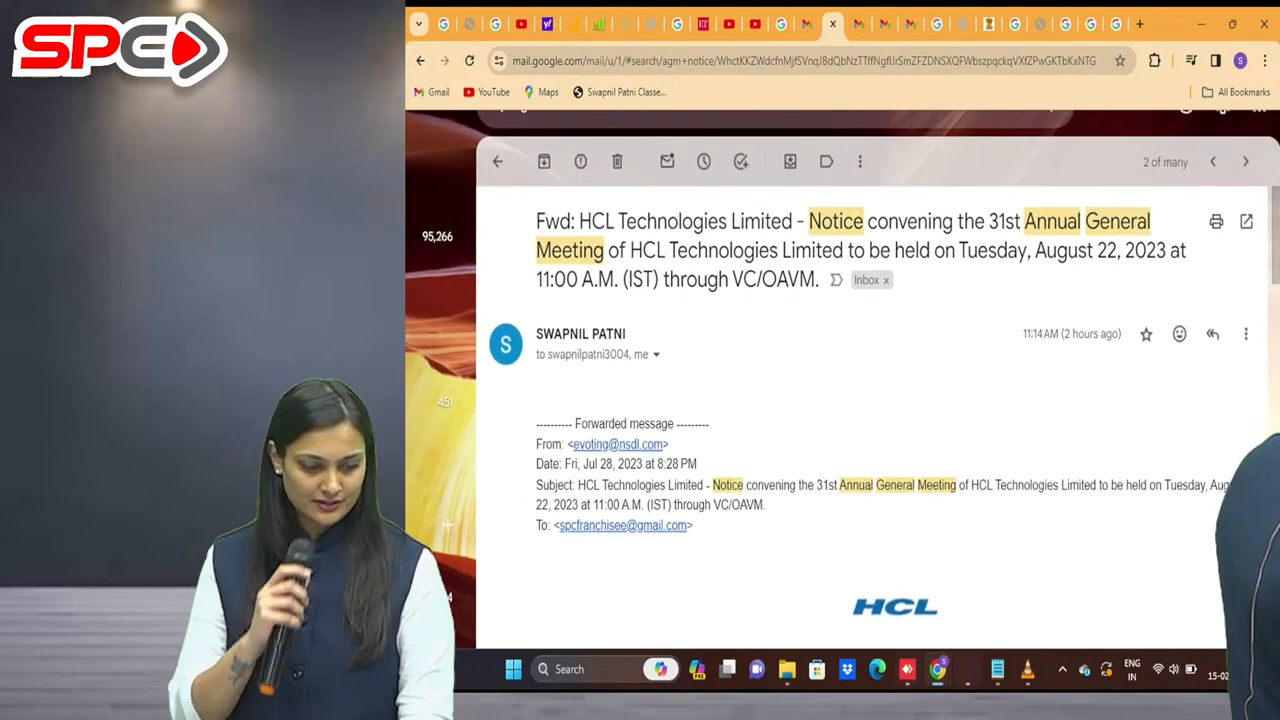 SPC
mail.google.com/mail/u/1/#search/agm+notice/WhctKKZWdcfnMjfSVnqJBdQbNzTTffNgflJrSmZFZDNSXQFWbszpqckqVXfZPwGKTbKxNTG
Gmail YouTube Maps Swapnil Patni Classe... All Bookmarks
2 of many
95,266
Fwd: HCL Technologies Limited - Notice convening the 31st Annual General
Meeting of HCL Technologies Limited to be held on Tuesday, August 22, 2023 at
11:00 A.M. (IST) through VC/OAVM. Inbox ×
S SWAPNIL PATNI 11:14 AM (2 hours ago)
to swapnilpatni3004, me
451
---------- Forwarded message ---------
From: <evoting@nsdl.com>
Date: Fri, Jul 28, 2023 at 8:28 PM
Subject: HCL Technologies Limited - Notice convening the 31st Annual General Meeting of HCL Technologies Limited to be held on Tuesday, Aug
22, 2023 at 11:00 A.M. (IST) through VC/OAVM.
To: <spcfranchisee@gmail.com>
HCL
Search ENG
IN
15-02